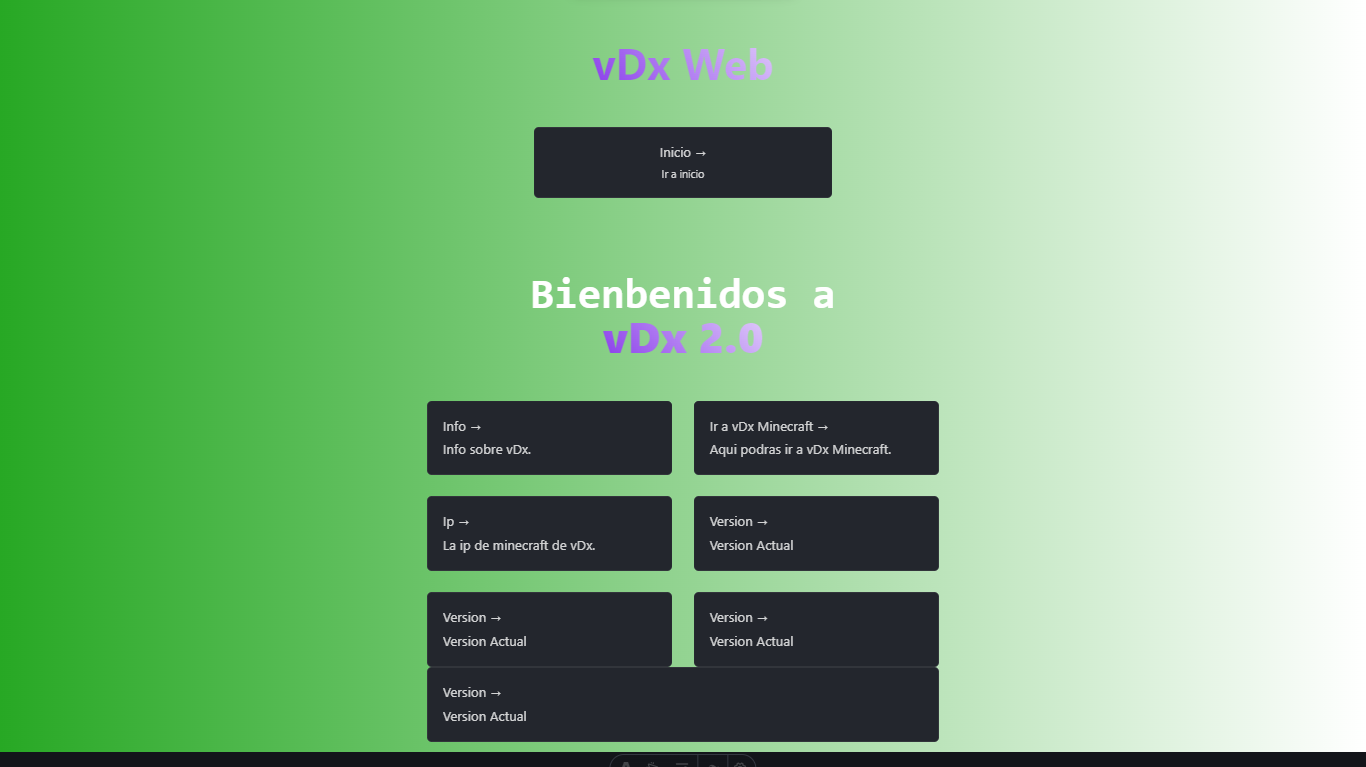 vDx Web
Inicio →
Ir a inicio
Bienbenidos a
vDx 2.0
Info →
Info sobre vDx.
Ir a vDx Minecraft →
Aqui podras ir a vDx Minecraft.
Ip →
La ip de minecraft de vDx.
Version →
Version Actual
Version →
Version Actual
Version →
Version Actual
Version →
Version Actual